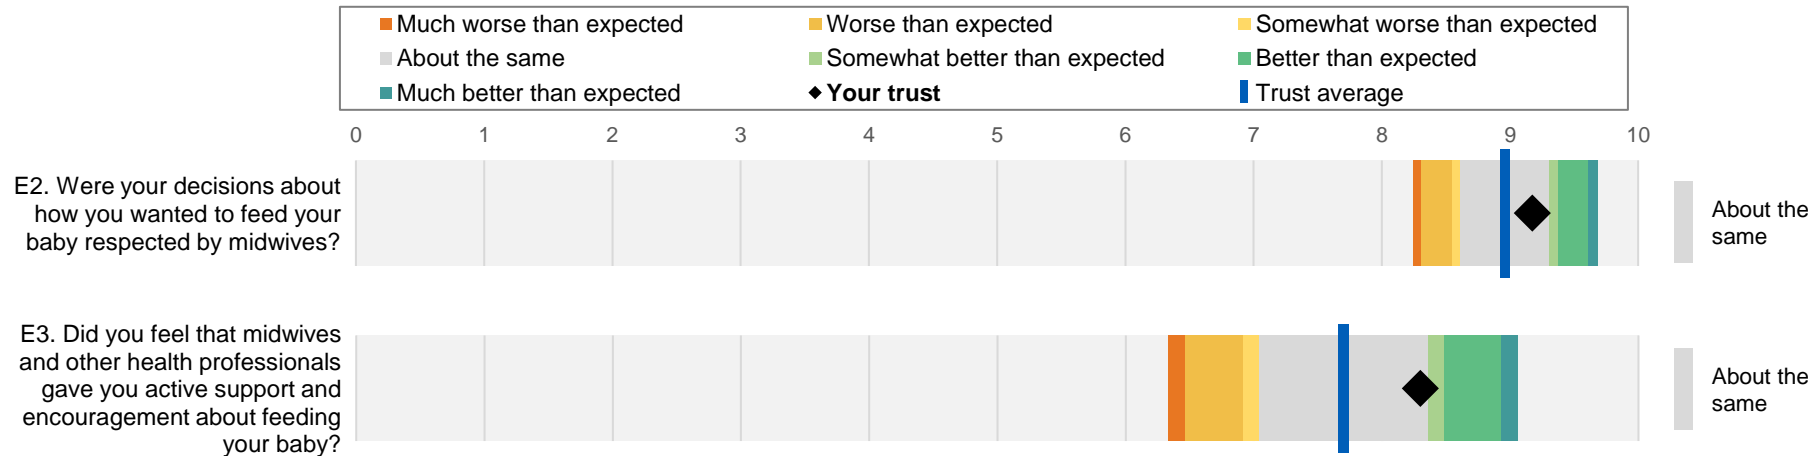 Much worse than expected
Worse than expected
Somewhat worse than expected
About the same
Somewhat better than expected
Better than expected
Much better than expected
Your trust
Trust average
0 1 2 3 4 5 6 7 8 9 10
E2. Were your decisions about
how you wanted to feed your
baby respected by midwives?
About the
same
E3. Did you feel that midwives
and other health professionals
gave you active support and
encouragement about feeding
your baby?
About the
same